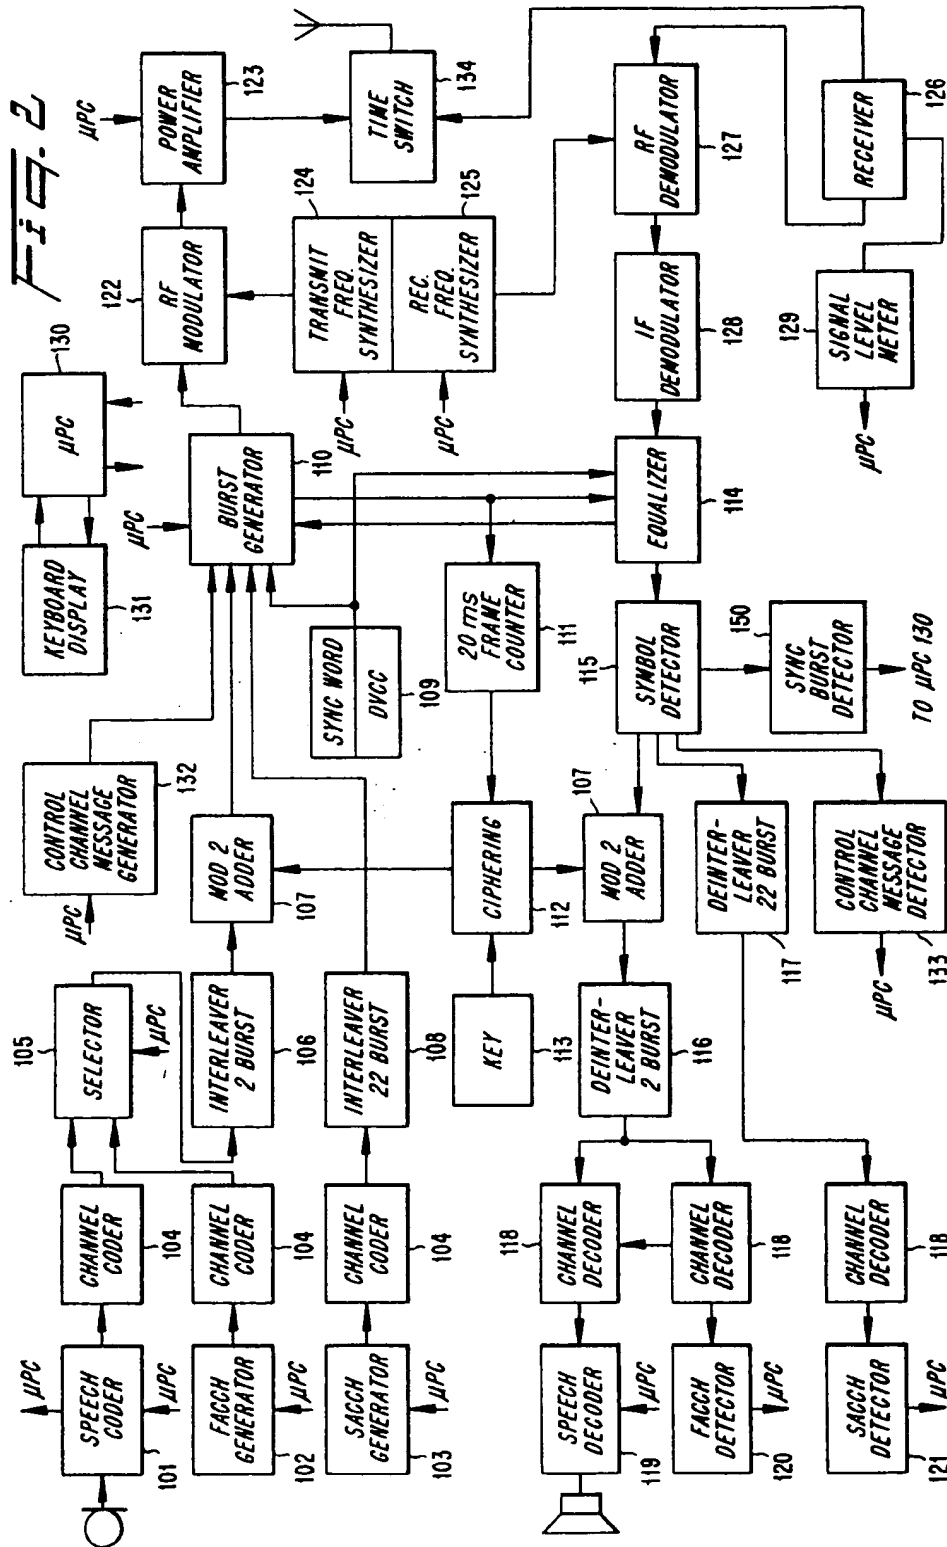 Fig. 2
μPC
SPEECH
CODER
101
μPC
CHANNEL
CODER
104
105
SELECTOR
μPC
FACCH
GENERATOR
102
μPC
CHANNEL
CODER
104
INTERLEAVER
2 BURST
106
MOD 2
ADDER
107
SACCH
GENERATOR
103
μPC
CHANNEL
CODER
104
INTERLEAVER
22 BURST
108
μPC
CONTROL
CHANNEL
MESSAGE
GENERATOR
132
KEYBOARD
DISPLAY
131
μPC
130
SYNC WORD
DVCC
109
μPC
BURST
GENERATOR
110
122
RF
MODULATOR
μPC
POWER
AMPLIFIER
123
TIME
SWITCH
134
124
TRANSMIT
FREQ.
SYNTHESIZER
μPC
125
REC. FREQ.
SYNTHESIZER
μPC
KEY
113
CIPHERING
112
20 ms
FRAME
COUNTER
111
SPEECH
DECODER
119
μPC
118
CHANNEL
DECODER
DEINTER-
LEAVER
2 BURST
116
107
MOD 2
ADDER
115
SYMBOL
DETECTOR
EQUALIZER
114
IF
DEMODULATOR
128
RF
DEMODULATOR
127
FACCH
DETECTOR
120
μPC
CHANNEL
DECODER
118
DEINTER-
LEAVER
22 BURST
117
150
SYNC
BURST
DETECTOR
TO μPC 130
SACCH
DETECTOR
121
μPC
CHANNEL
DECODER
118
CONTROL
CHANNEL
MESSAGE
DETECTOR
133
μPC
129
SIGNAL
LEVEL
METER
μPC
RECEIVER
126